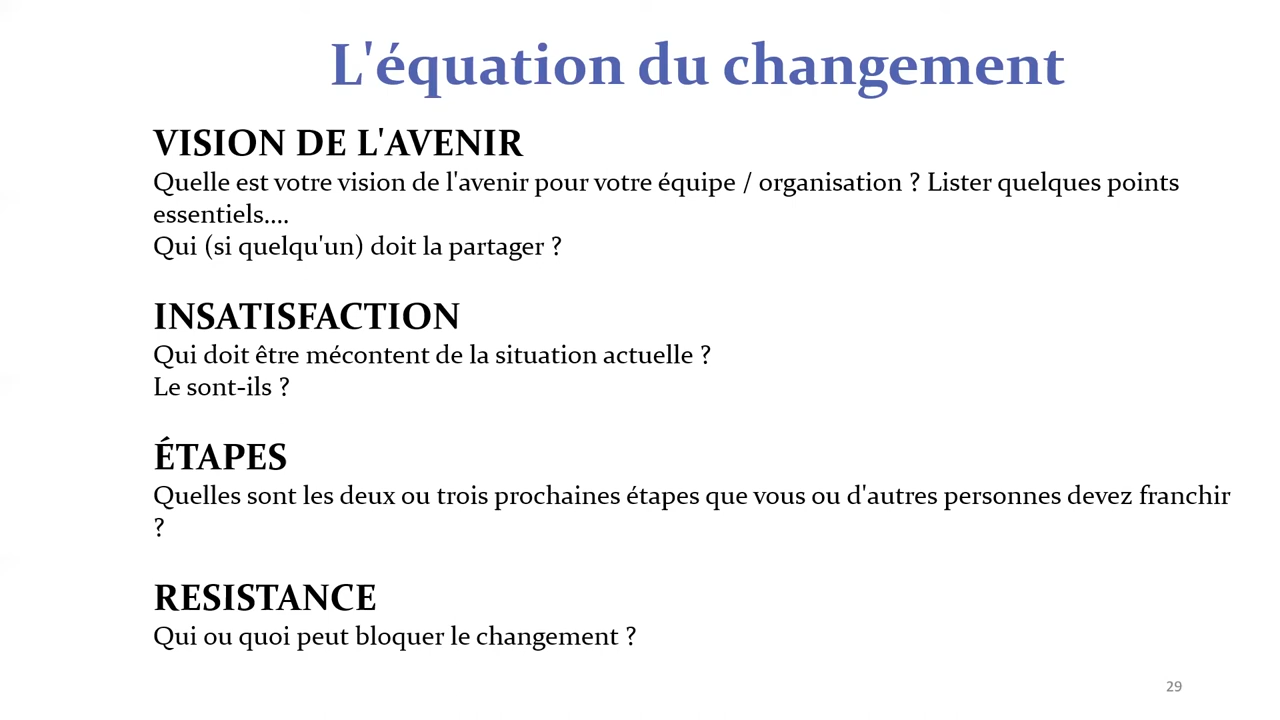 L'équation du changement
VISION DE L'AVENIR
Quelle est votre vision de l'avenir pour votre équipe / organisation ? Lister quelques points
essentiels....
Qui (si quelqu'un) doit la partager ?
INSATISFACTION
Qui doit être mécontent de la situation actuelle ?
Le sont-ils ?
ÉTAPES
Quelles sont les deux ou trois prochaines étapes que vous ou d'autres personnes devez franchir
?
RESISTANCE
Qui ou quoi peut bloquer le changement ?
29